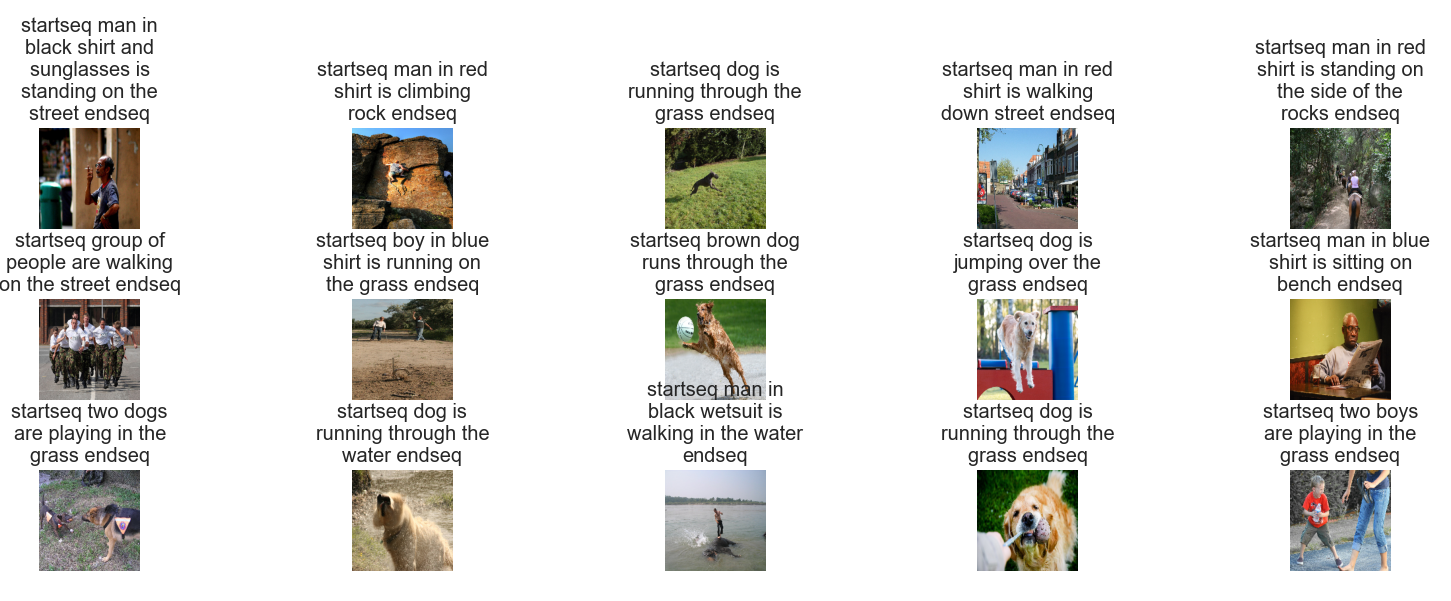 startseq man in
black shirt and
sunglasses is
standing on the
street endseq
startseq man in red
shirt is climbing
rock endseq
startseq dog is
running through the
grass endseq
startseq man in red
shirt is walking
down street endseq
startseq man in red
shirt is standing on
the side of the
rocks endseq
startseq group of
people are walking
on the street endseq
startseq boy in blue
shirt is running on
the grass endseq
startseq brown dog
runs through the
grass endseq
startseq dog is
jumping over the
grass endseq
startseq man in blue
shirt is sitting on
bench endseq
startseq two dogs
are playing in the
grass endseq
startseq dog is
running through the
water endseq
startseq man in
black wetsuit is
walking in the water
endseq
startseq dog is
running through the
grass endseq
startseq two boys
are playing in the
grass endseq